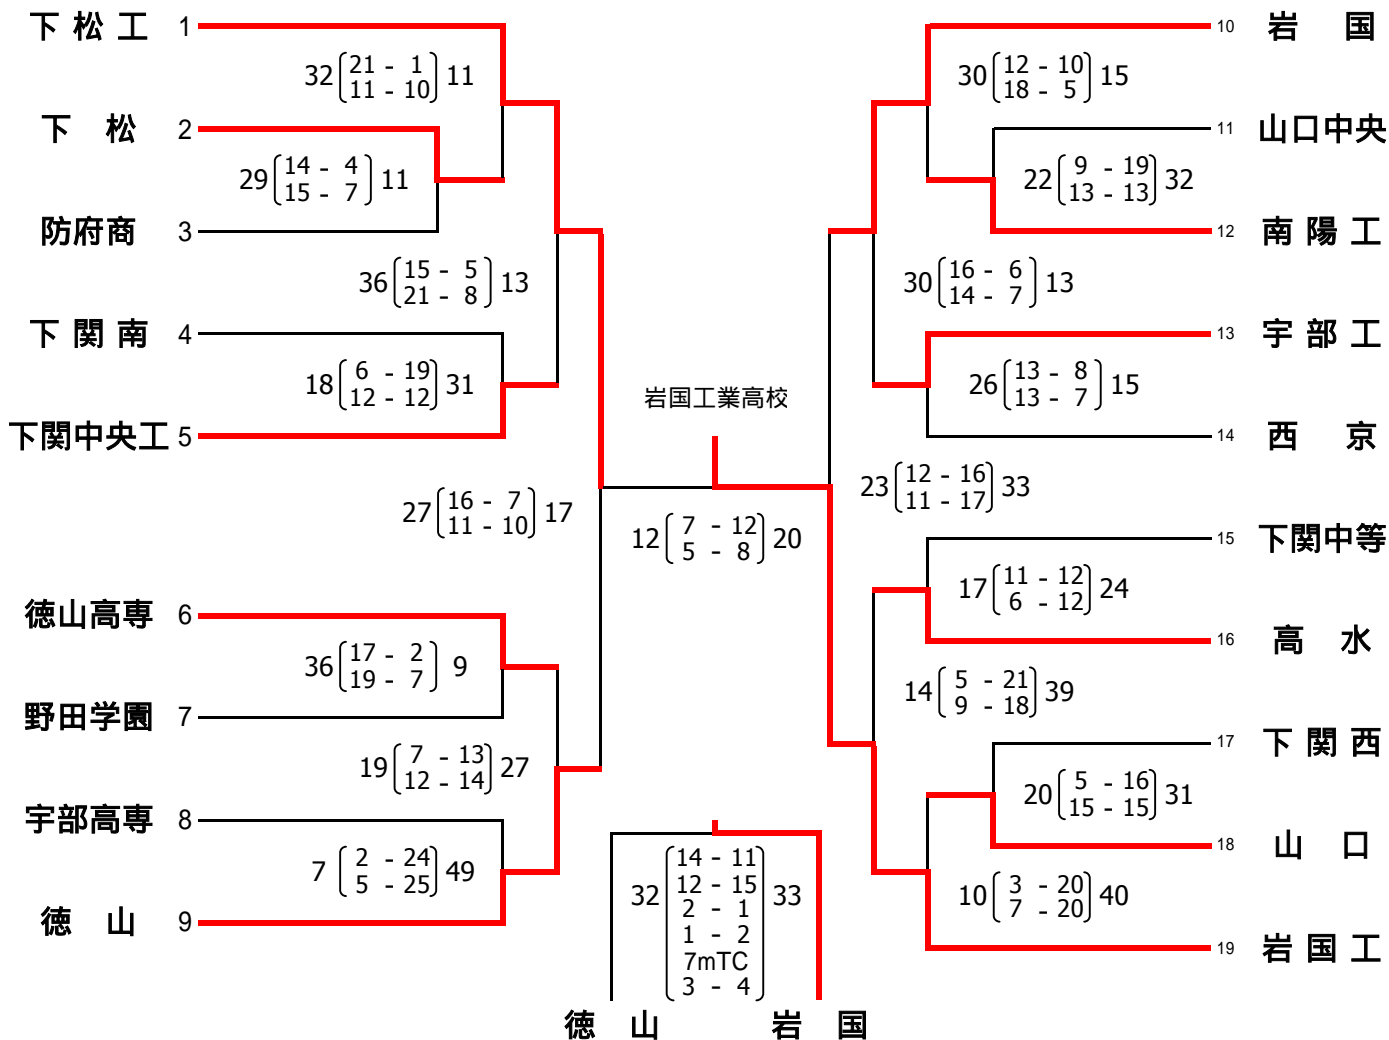 下松工 1
32 21 - 1 11
11 - 10
下松 2
29 14 - 4 11
15 - 7
防府商 3
36 15 - 5 13
21 - 8
下関南 4
18 6 - 19 31
12 - 12
下関中央工 5
27 16 - 7 17
11 - 10
徳山高専 6
36 17 - 2 9
19 - 7
野田学園 7
19 7 - 13 27
12 - 14
宇部高専 8
7 2 - 24 49
5 - 25
徳山 9
岩国工業高校
12 7 - 12 20
5 - 8
10 岩国
30 12 - 10 15
18 - 5
11 山口中央
22 9 - 19 32
13 - 13
12 南陽工
30 16 - 6 13
14 - 7
13 宇部工
26 13 - 8 15
13 - 7
14 西京
23 12 - 16 33
11 - 17
15 下関中等
17 11 - 12 24
6 - 12
16 高水
14 5 - 21 39
9 - 18
17 下関西
20 5 - 16 31
15 - 15
18 山口
10 3 - 20 40
7 - 20
19 岩国工
14 - 11
12 - 15
32 2 - 1 33
1 - 2
7mTC
3 - 4
徳山 岩国